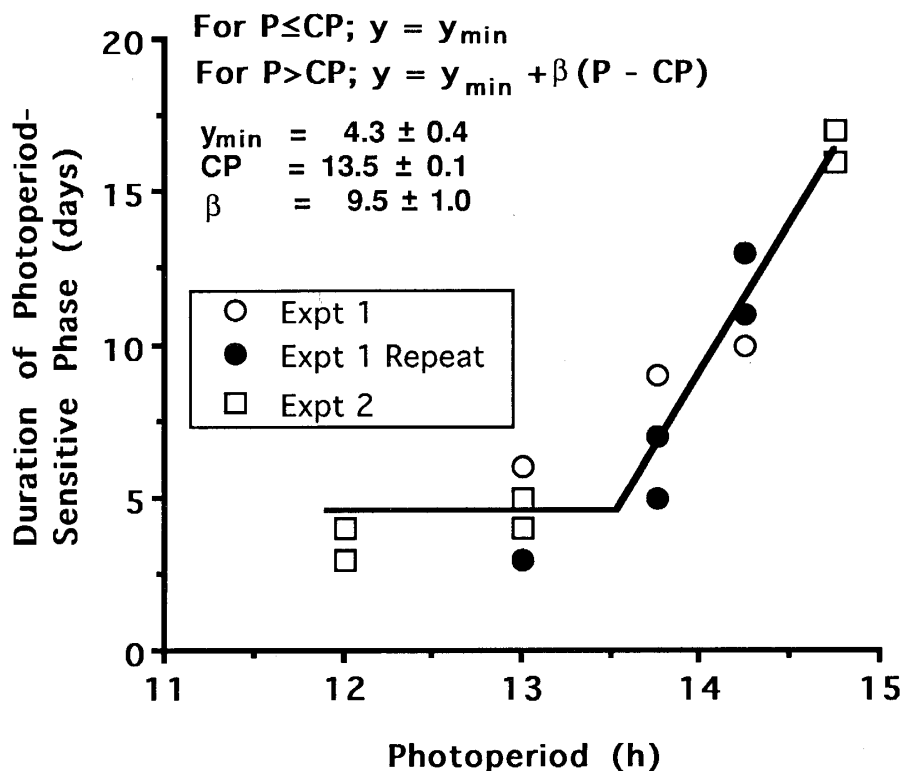 For P≤CP; y = ymin
For P>CP; y = ymin +β(P - CP)
ymin = 4.3 ± 0.4
CP = 13.5 ± 0.1
β = 9.5 ± 1.0
Duration of Photoperiod-
Sensitive Phase (days)
20
15
10
5
0
Expt 1
Expt 1 Repeat
Expt 2
11 12 13 14 15
Photoperiod (h)